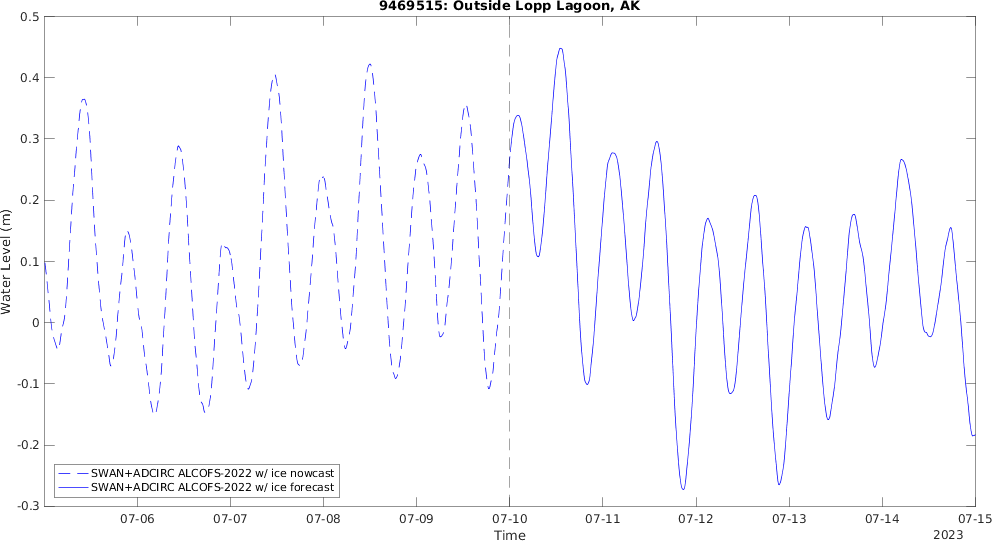 9469515: Outside Lopp Lagoon, AK
0.5
0.4
0.3
0.2
0.1
0
-0.1
-0.2
-0.3
Water Level (m)
SWAN+ADCIRC ALCOFS-2022 w/ ice nowcast
SWAN+ADCIRC ALCOFS-2022 w/ ice forecast
07-06 07-07 07-08 07-09 07-10 07-11 07-12 07-13 07-14 07-15
Time
2023